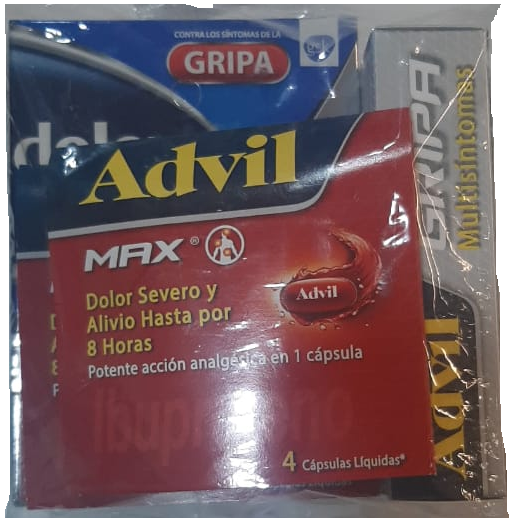 CONTRA LOS SÍNTOMAS DE LA
GRIPA
gsk
Advil
MAX®
Dolor Severo y
Alivio Hasta por
8 Horas
Potente acción analgésica en 1 cápsula
Advil
4 Cápsulas Líquidas*
GRIPA
Multisíntomas
Advil